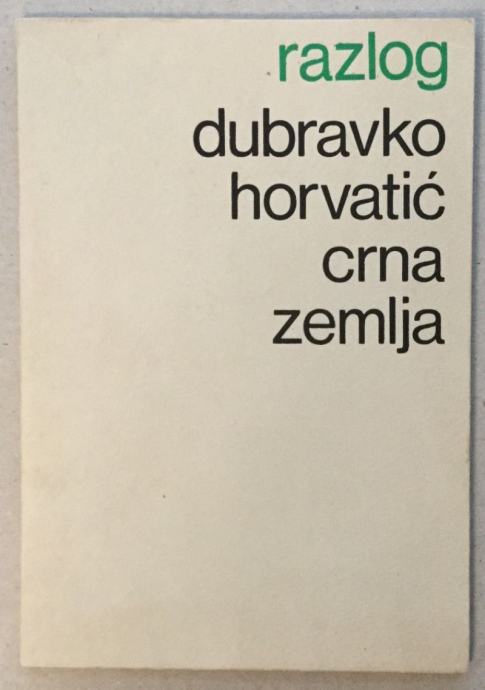 razlog
dubravko
horvatić
crna
zemlja